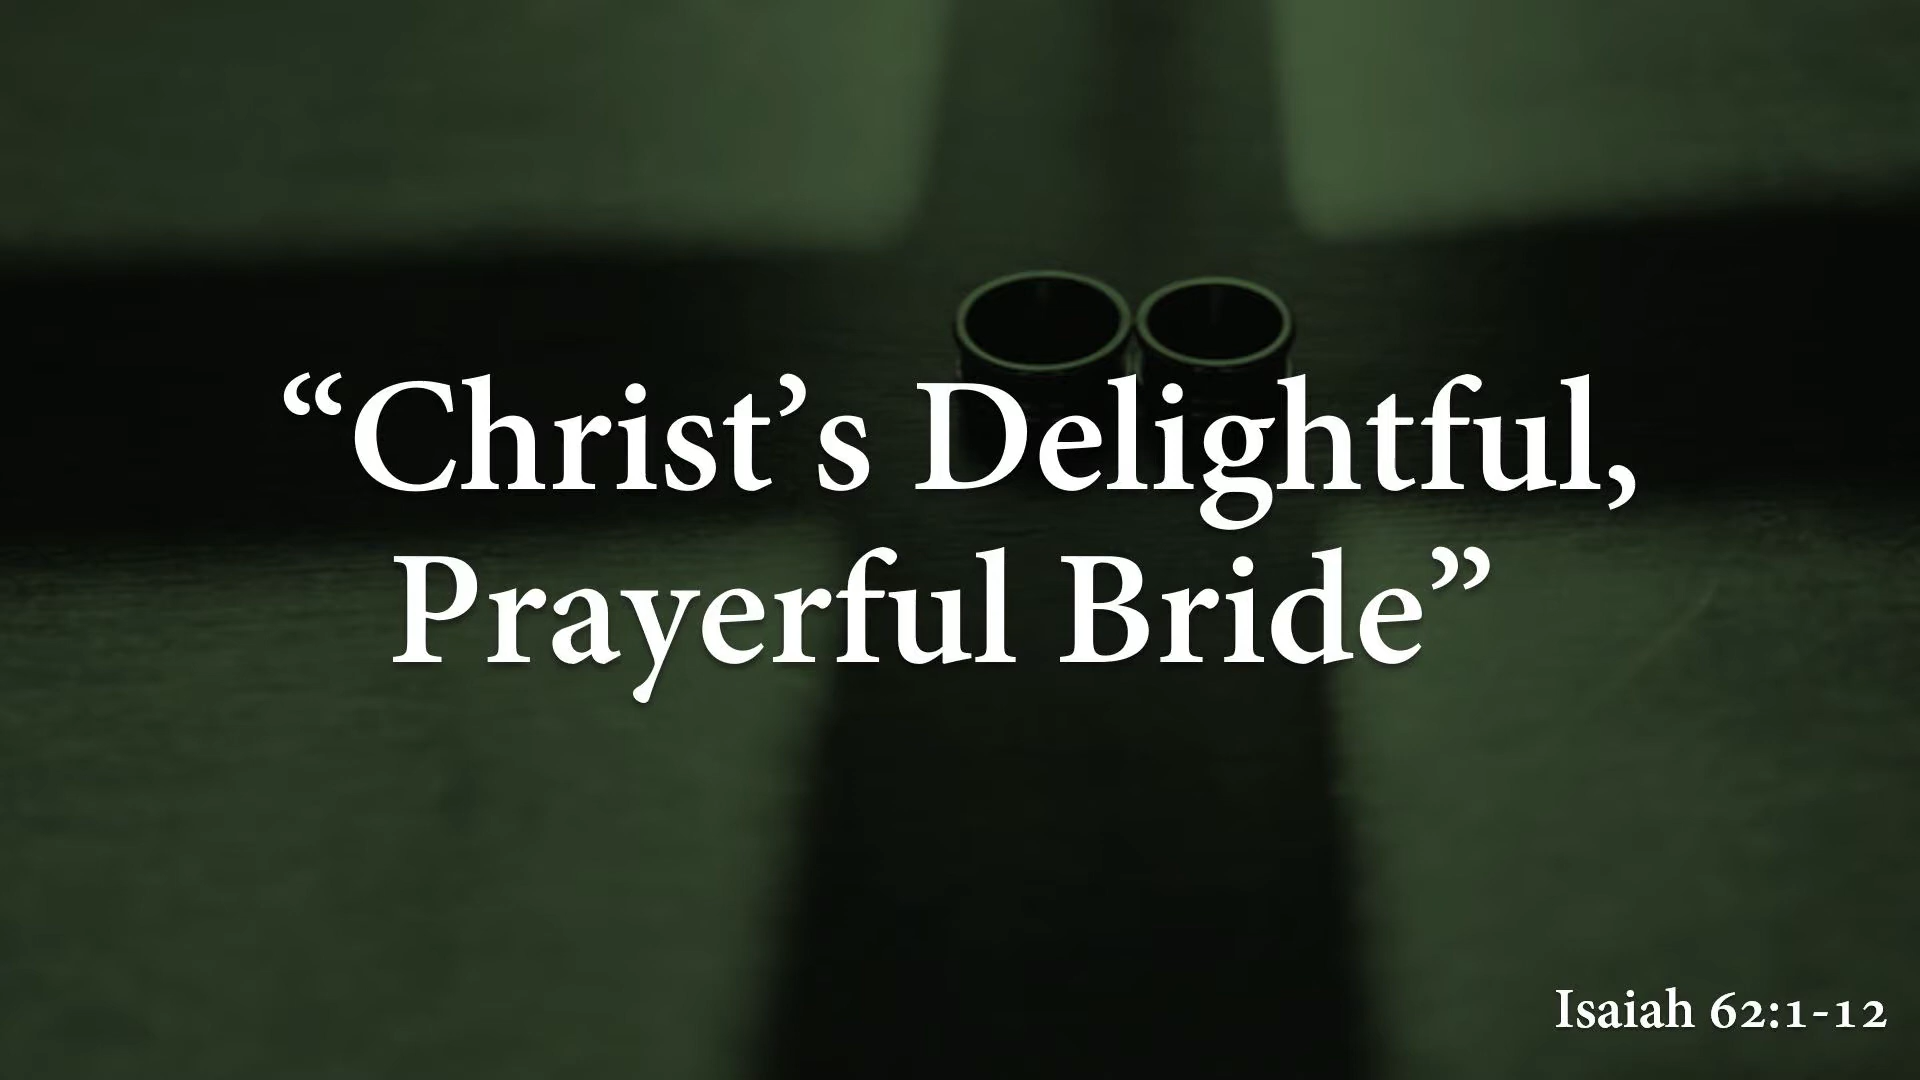 “Christ’s Delightful,
Prayerful Bride”
Isaiah 62:1-12